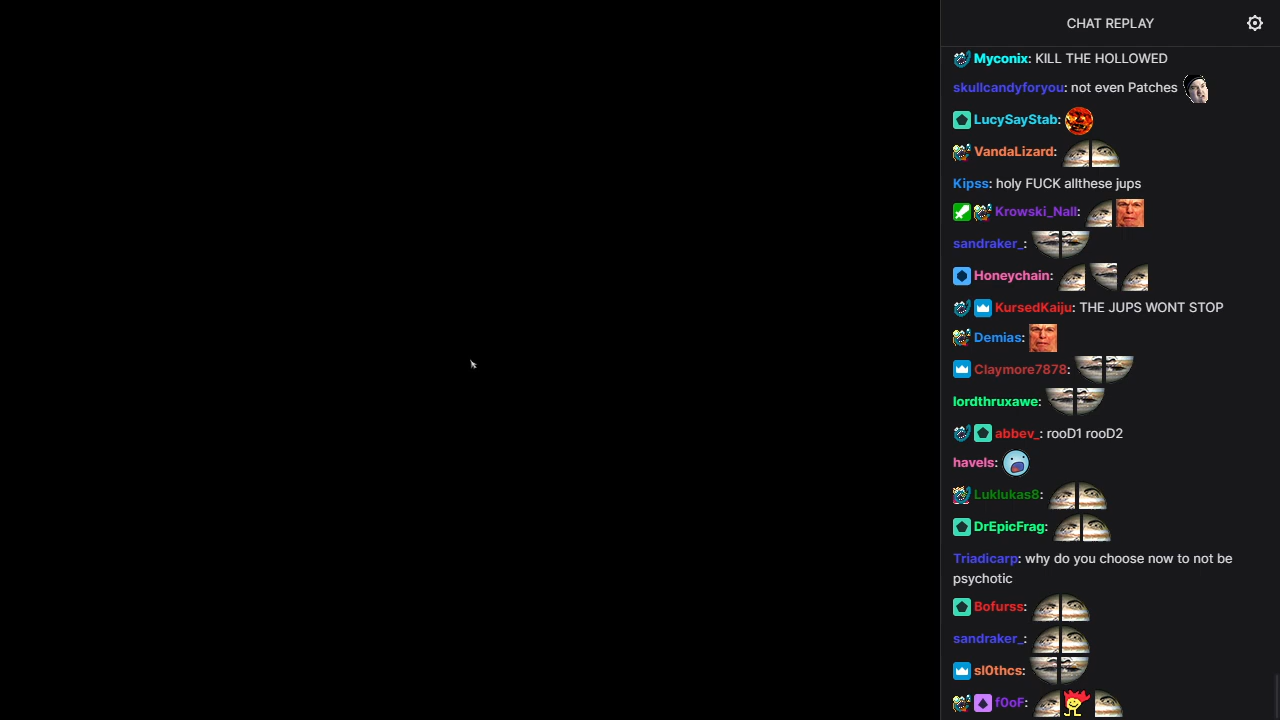 CHAT REPLAY
Myconix: KILL THE HOLLOWED
skullcandyforyou: not even Patches
LucySayStab:
VandaLizard:
Kipss: holy FUCK allthese jups
Krowski_Nall:
sandraker_:
Honeychain:
KursedKaiju: THE JUPS WONT STOP
Demias:
Claymore7878:
lordthruxawe:
abbev_: rooD1 rooD2
havels:
Luklukas8:
DrEpicFrag:
Triadicarp: why do you choose now to not be
psychotic
Bofurss:
sandraker_:
sl0thcs:
f0oF: